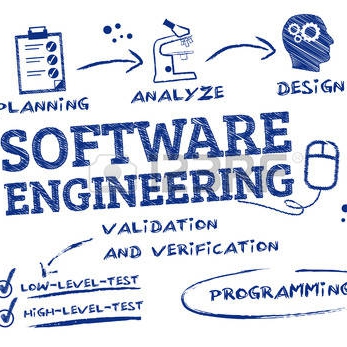 PLANNING
ANALYZE
DESIGN
SOFTWARE
ENGINEERING
VALIDATION
AND VERIFICATION
LOW-LEVEL-TEST
HIGH-LEVEL-TEST
PROGRAMMING